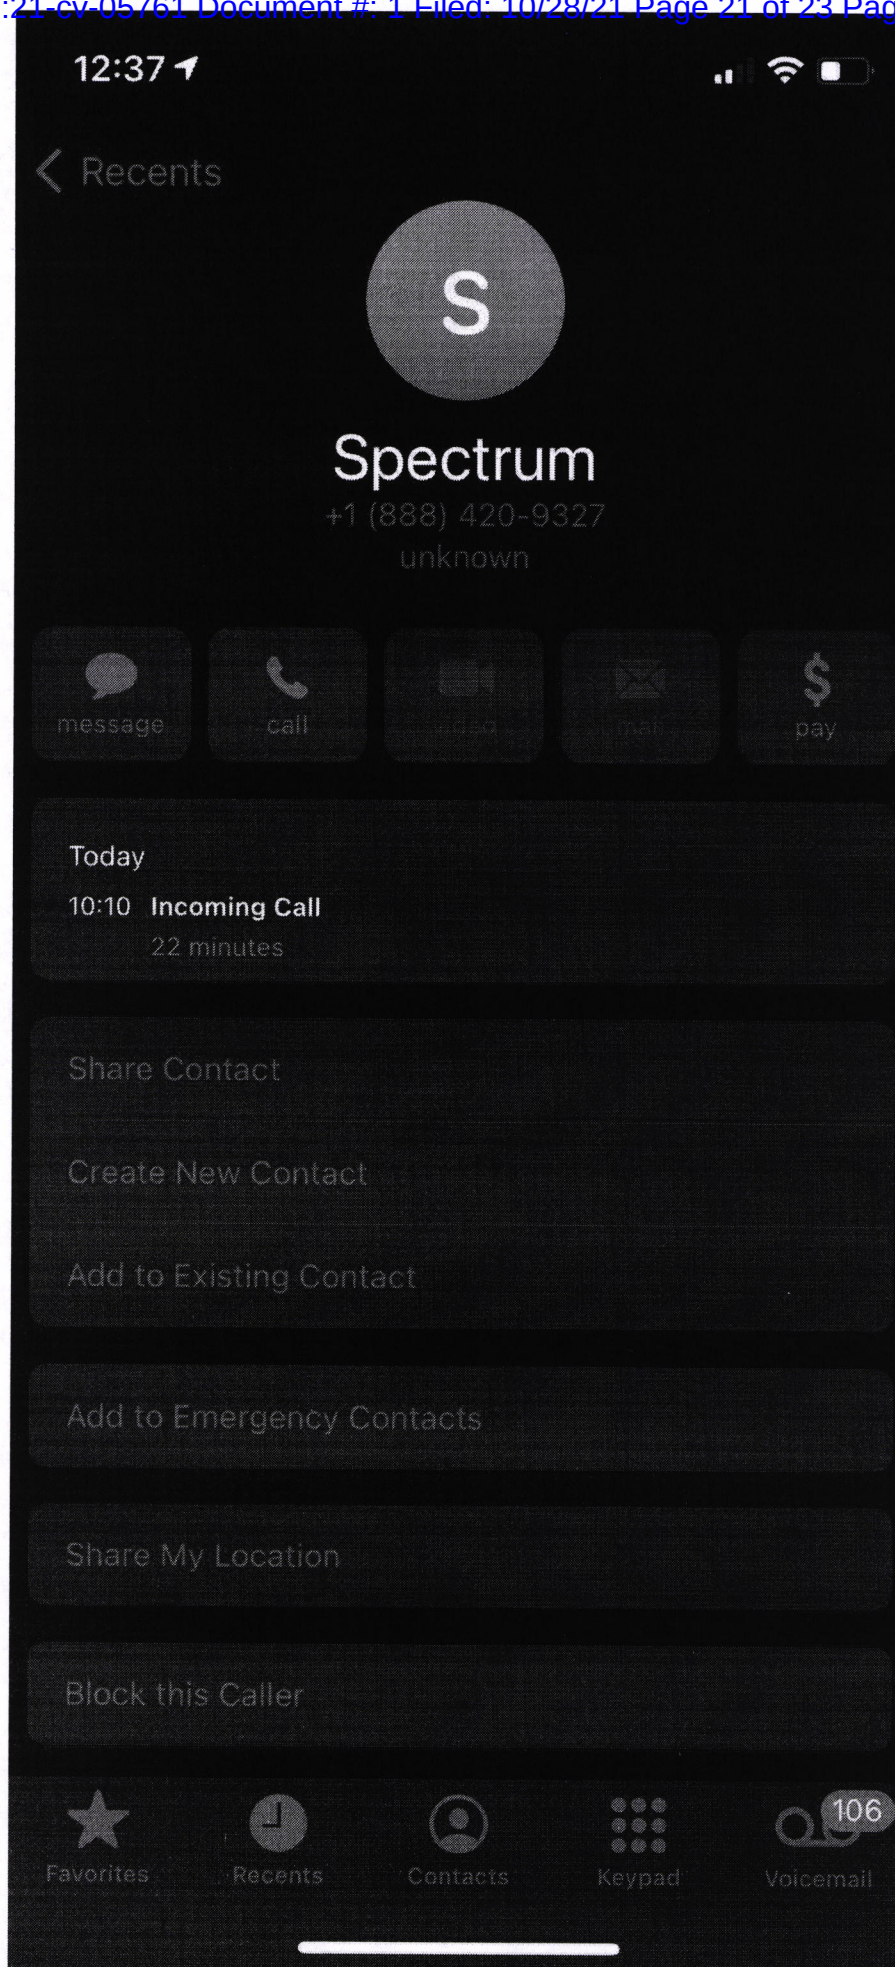 :21-cv-05761 Document #: 1 Filed: 10/28/21 Page 21 of 23 Pag
12:37
Recents
S
Spectrum
+1 (888) 420-9327
unknown
message call video mail $ pay
Today
10:10 Incoming Call
22 minutes
Share Contact
Create New Contact
Add to Existing Contact
Add to Emergency Contacts
Share My Location
Block this Caller
106
Favorites Recents Contacts Keypad Voicemail